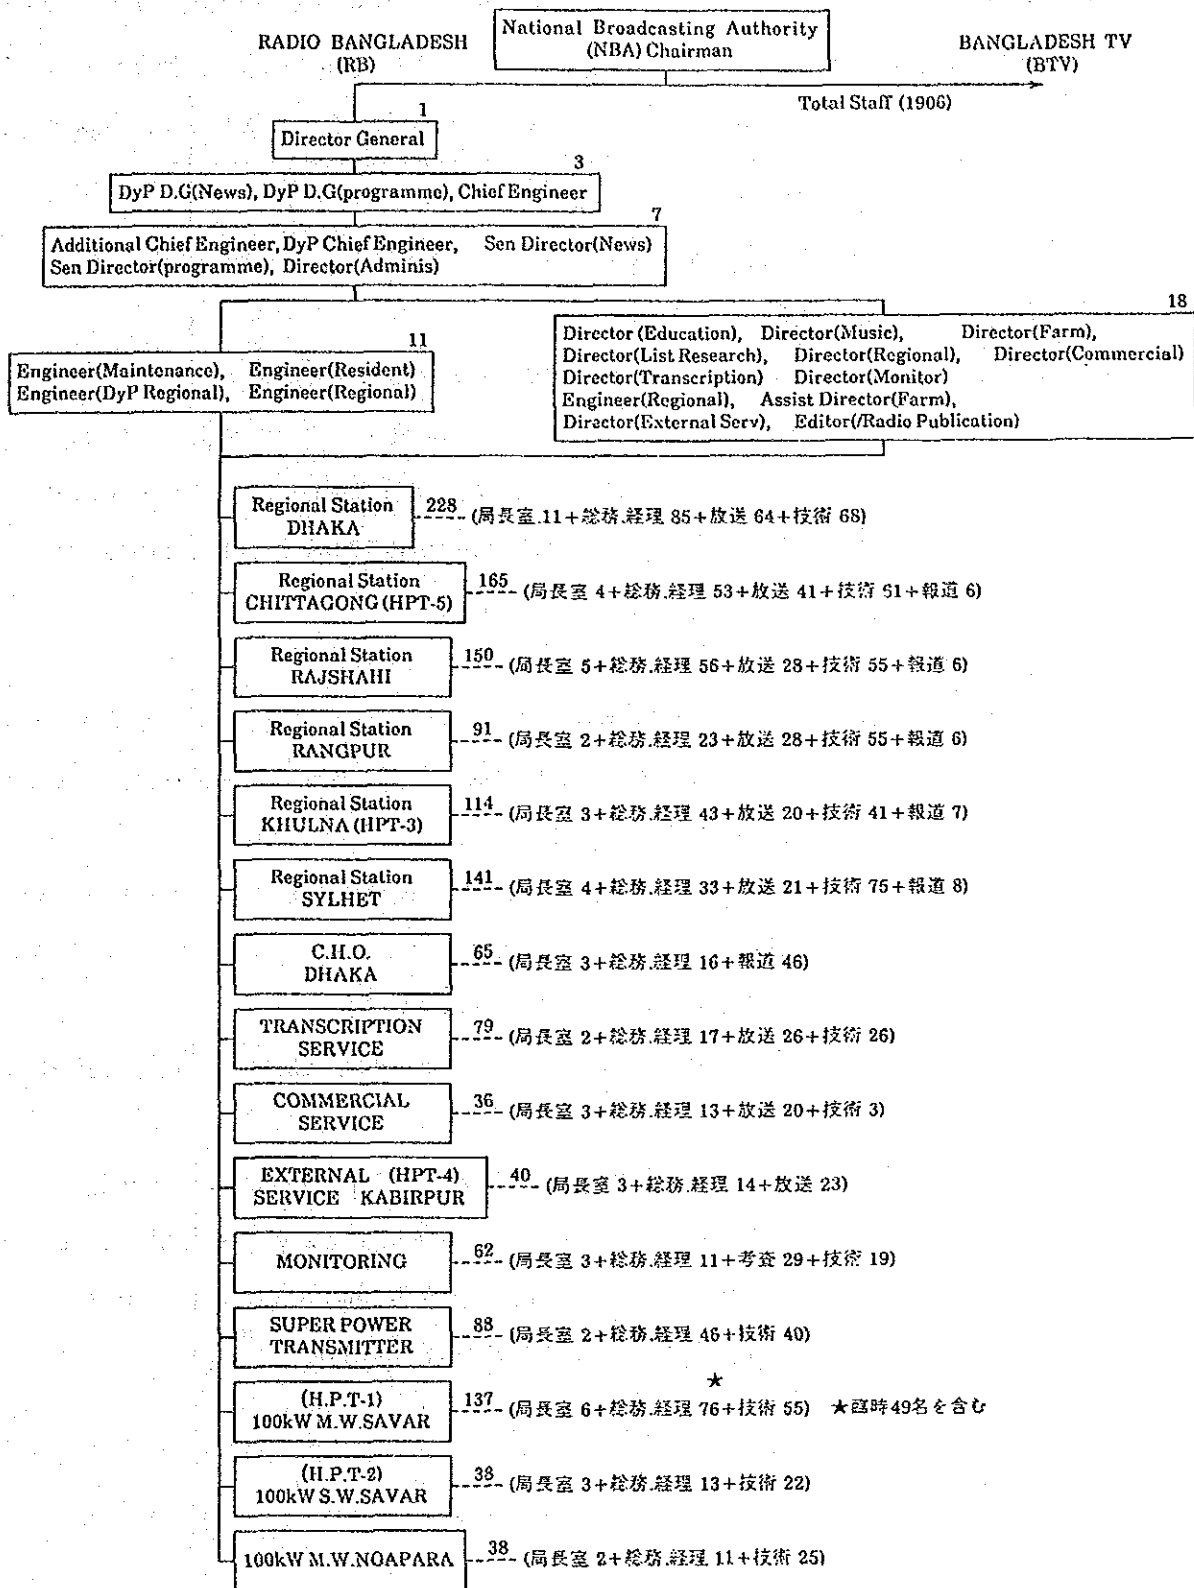 National Broadcasting Authority
(NBA) Chairman
RADIO BANGLADESH
(RB)
BANGLADESH TV
(BTV)
Total Staff (1906)
1
Director General
3
DyP D.G(News), DyP D.G(programme), Chief Engineer
7
Additional Chief Engineer, DyP Chief Engineer, Sen Director(News)
Sen Director(programme), Director(Adminis)
11
Engineer(Maintenance), Engineer(Resident)
Engineer(DyP Regional), Engineer(Regional)
18
Director (Education), Director(Music), Director(Farm),
Director(List Research), Director(Regional), Director(Commercial)
Director(Transcription) Director(Monitor)
Engineer(Regional), Assist Director(Farm),
Director(External Serv), Editor(/Radio Publication)
Regional Station
DHAKA
228 (局長室.11+総務.経理 85+放送 64+技術 68)
Regional Station
CHITTAGONG (HPT-5)
165 (局長室 4+総務.経理 53+放送 41+技術 61+報道 6)
Regional Station
RAJSHAHI
150 (局長室 5+総務.経理 56+放送 28+技術 55+報道 6)
Regional Station
RANGPUR
91 (局長室 2+総務.経理 23+放送 28+技術 55+報道 6)
Regional Station
KHULNA (HPT-3)
114 (局長室 3+総務.経理 43+放送 20+技術 41+報道 7)
Regional Station
SYLHET
141 (局長室 4+総務.経理 33+放送 21+技術 75+報道 8)
C.H.O.
DHAKA
65 (局長室 3+総務.経理 16+報道 46)
TRANSCRIPTION
SERVICE
79 (局長室 2+総務.経理 17+放送 26+技術 26)
COMMERCIAL
SERVICE
36 (局長室 3+総務.経理 13+放送 20+技術 3)
EXTERNAL (HPT-4)
SERVICE KABIRPUR
40 (局長室 3+総務.経理 14+放送 23)
MONITORING
62 (局長室 3+総務.経理 11+考査 29+技術 19)
SUPER POWER
TRANSMITTER
88 (局長室 2+総務.経理 46+技術 40)
★
(H.P.T-1)
100kW M.W.SAVAR
137 (局長室 6+総務.経理 76+技術 55) ★臨時49名を含む
(H.P.T-2)
100kW S.W.SAVAR
38 (局長室 3+総務.経理 13+技術 22)
100kW M.W.NOAPARA
38 (局長室 2+総務.経理 11+技術 25)